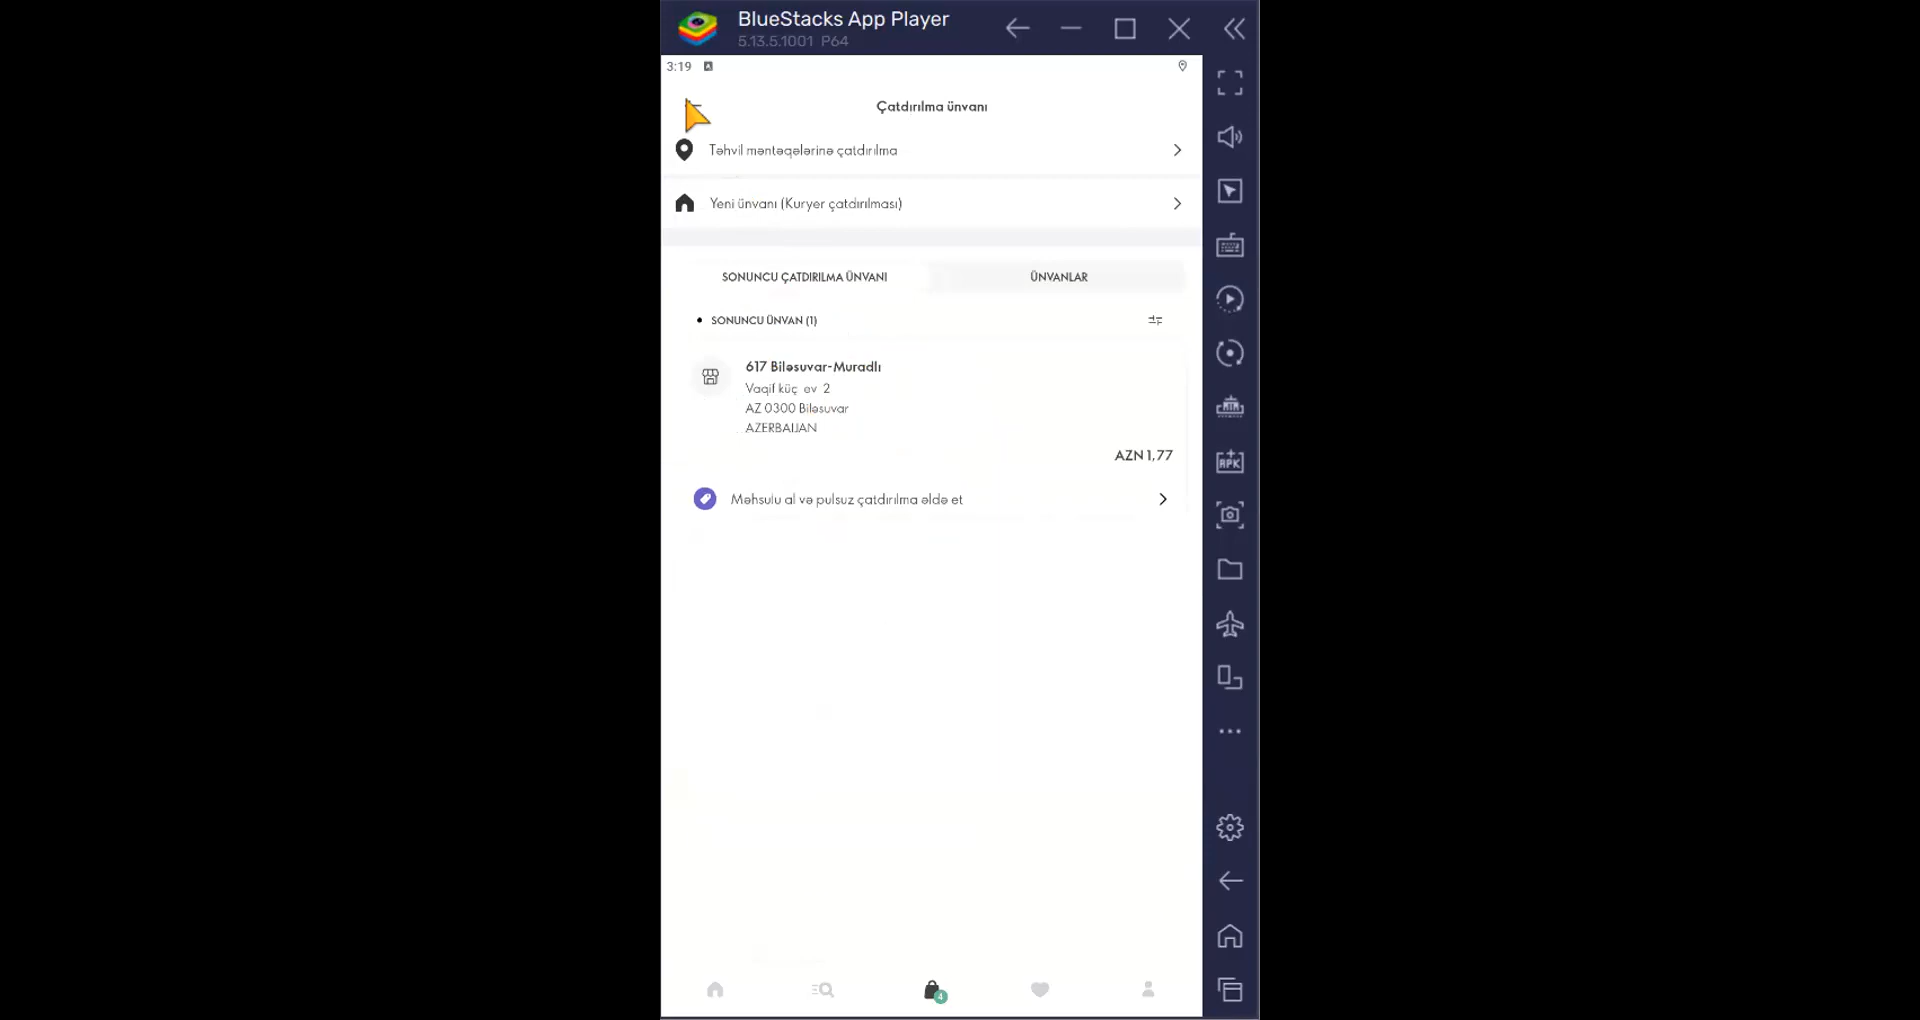 BlueStacks App Player
5.13.5.1001 P64
3:19
Çatdırılma ünvanı
Təhvil məntəqələrinə çatdırılma
Yeni ünvanı (Kuryer çatdırılması)
SONUNCU ÇATDIRILMA ÜNVANI
ÜNVANLAR
SONUNCU ÜNVAN (1)
617 Biləsuvar-Muradlı
Vaqif küç ev 2
AZ 0300 Biləsuvar
AZERBAIJAN
AZN 1,77
Məhsulu al və pulsuz çatdırılma əldə et
APK
4